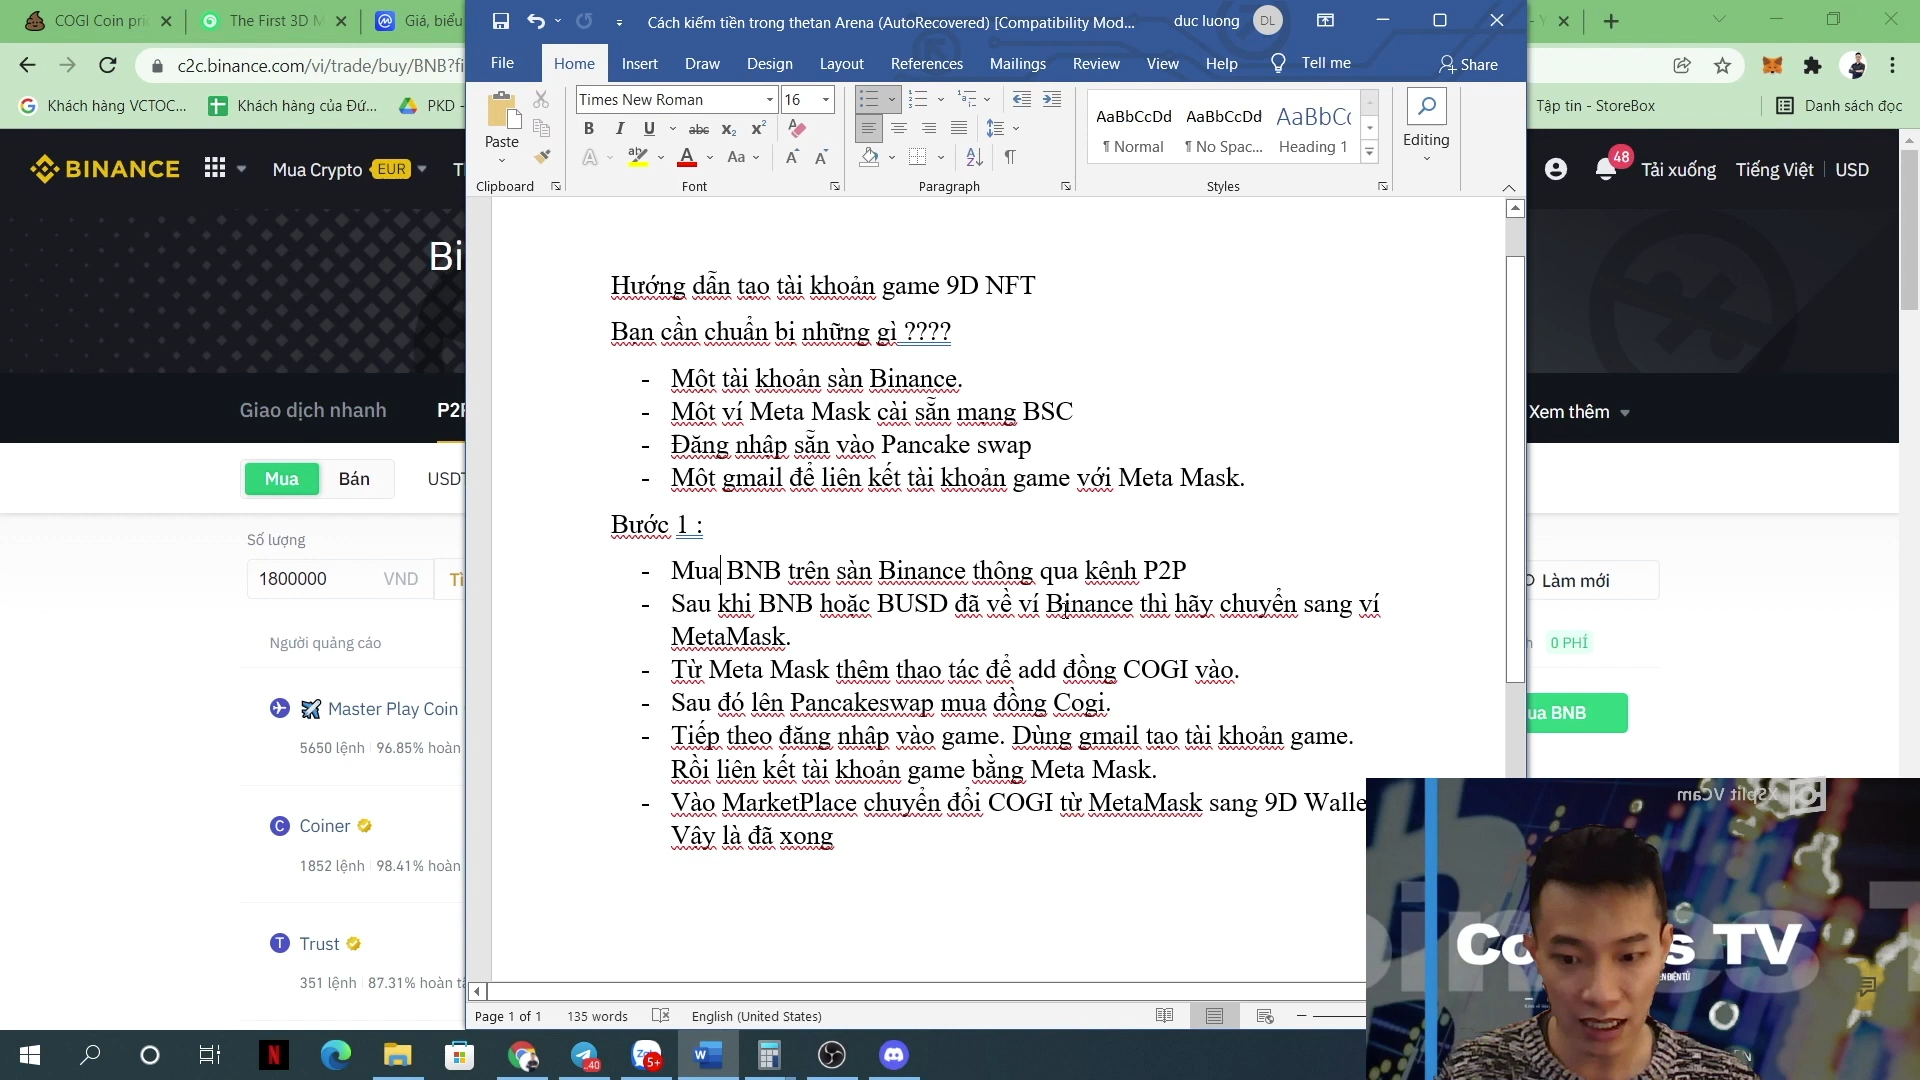 COGI Coin pri
The First 3D M
Giá, biểu
c2c.binance.com/vi/trade/buy/BNB?fi
Khách hàng VCTOC...
Khách hàng của Đứ...
PKD -
Tập tin - StoreBox
Danh sách đọc
Cách kiếm tiền trong thetan Arena (AutoRecovered) [Compatibility Mod...
duc luong
DL
File
Home
Insert
Draw
Design
Layout
References
Mailings
Review
View
Help
Tell me
Share
Paste
Clipboard
Times New Roman
16
Font
Paragraph
AaBbCcDd
AaBbCcDd
AaBbCc
¶ Normal
¶ No Spac...
Heading 1
Styles
Editing
BINANCE
Mua Crypto
EUR
48
Tải xuống
Tiếng Việt
USD
Bi
Giao dịch nhanh
P2P
Xem thêm
Mua
Bán
USDT
Số lượng
1800000
VND
Người quảng cáo
Master Play Coin
5650 lệnh
96.85% hoàn
C
Coiner
1852 lệnh
98.41% hoàn
T
Trust
351 lệnh
87.31% hoàn tấ
Làm mới
0 PHÍ
ua BNB
Hướng dẫn tạo tài khoản game 9D NFT
Bạn cần chuẩn bị những gì ????
- Một tài khoản sàn Binance.
- Một ví Meta Mask cài sẵn mạng BSC
- Đăng nhập sẵn vào Pancake swap
- Một gmail để liên kết tài khoản game với Meta Mask.
Bước 1 :
- Mua BNB trên sàn Binance thông qua kênh P2P
- Sau khi BNB hoặc BUSD đã về ví Binance thì hãy chuyển sang ví
MetaMask.
- Từ Meta Mask thêm thao tác để add đồng COGI vào.
- Sau đó lên Pancakeswap mua đồng Cogi.
- Tiếp theo đăng nhập vào game. Dùng gmail tạo tài khoản game.
Rồi liên kết tài khoản game bằng Meta Mask.
- Vào MarketPlace chuyển đổi COGI từ MetaMask sang 9D Walle
Vậy là đã xong
Page 1 of 1
135 words
English (United States)
XSplit VCam
TV